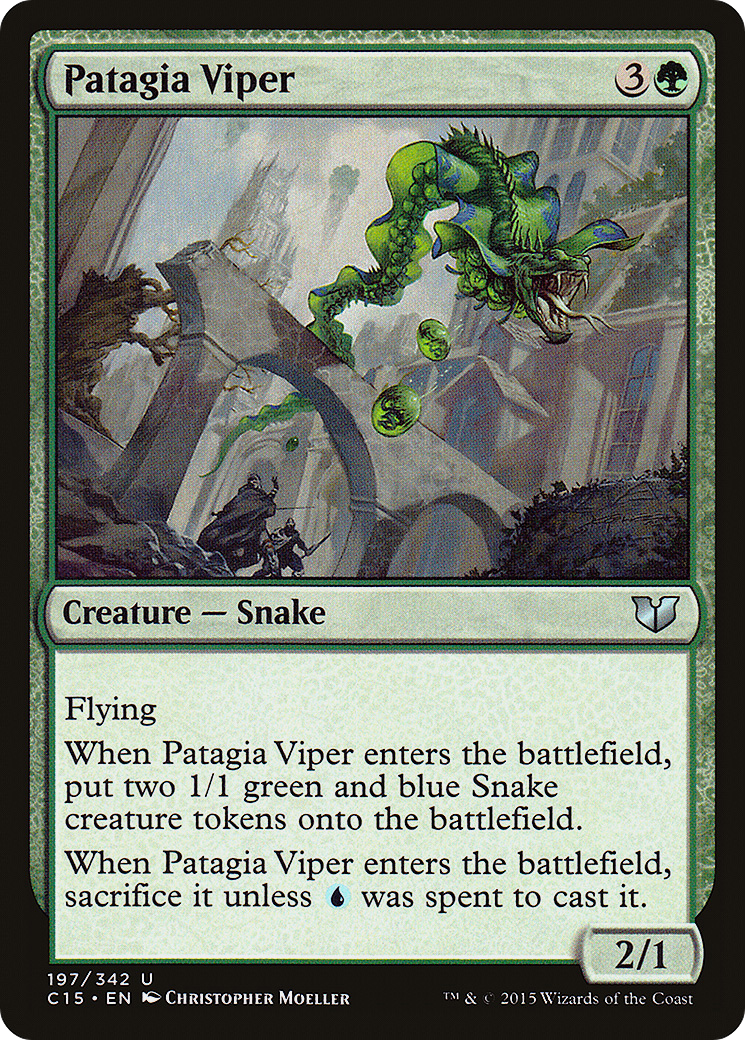 Patagia Viper 3
Creature — Snake
Flying
When Patagia Viper enters the battlefield,
put two 1/1 green and blue Snake
creature tokens onto the battlefield.
When Patagia Viper enters the battlefield,
sacrifice it unless was spent to cast it.
2/1
197/342 U
C15 • EN Christopher Moeller
™ & © 2015 Wizards of the Coast